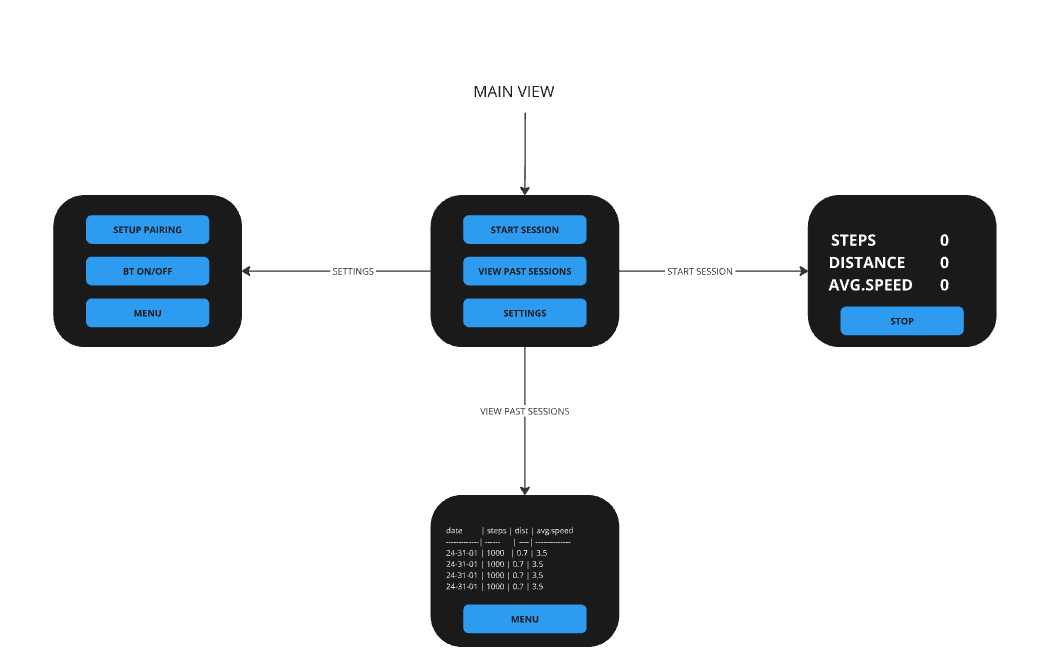 MAIN VIEW
SETUP PAIRING
BT ON/OFF
MENU
SETTINGS
START SESSION
VIEW PAST SESSIONS
SETTINGS
START SESSION
STEPS 0
DISTANCE 0
AVG.SPEED 0
STOP
VIEW PAST SESSIONS
date | steps | dist | avg.speed
-------------| ------ | ----| --------------
24-31-01 | 1000 | 0.7 | 3.5
24-31-01 | 1000 | 0.7 | 3.5
24-31-01 | 1000 | 0.7 | 3.5
24-31-01 | 1000 | 0.7 | 3.5
MENU